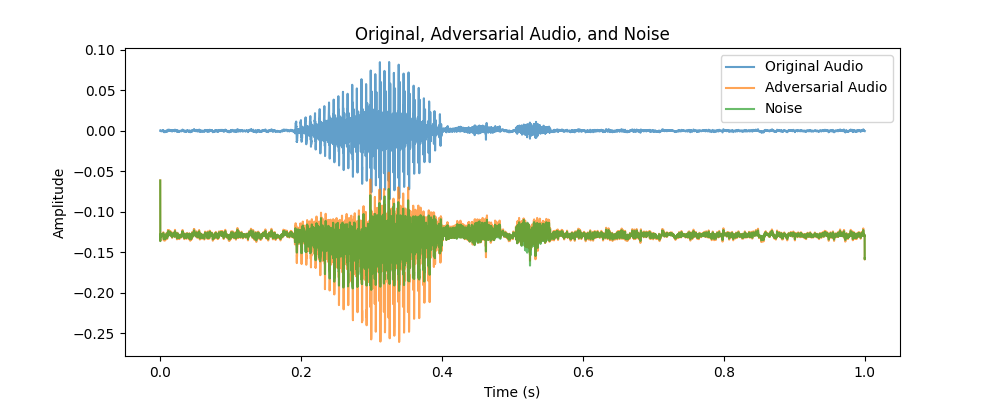 Original, Adversarial Audio, and Noise
Original Audio
Adversarial Audio
Noise
Amplitude
0.10
0.05
0.00
−0.05
−0.10
−0.15
−0.20
−0.25
0.0
0.2
0.4
0.6
0.8
1.0
Time (s)